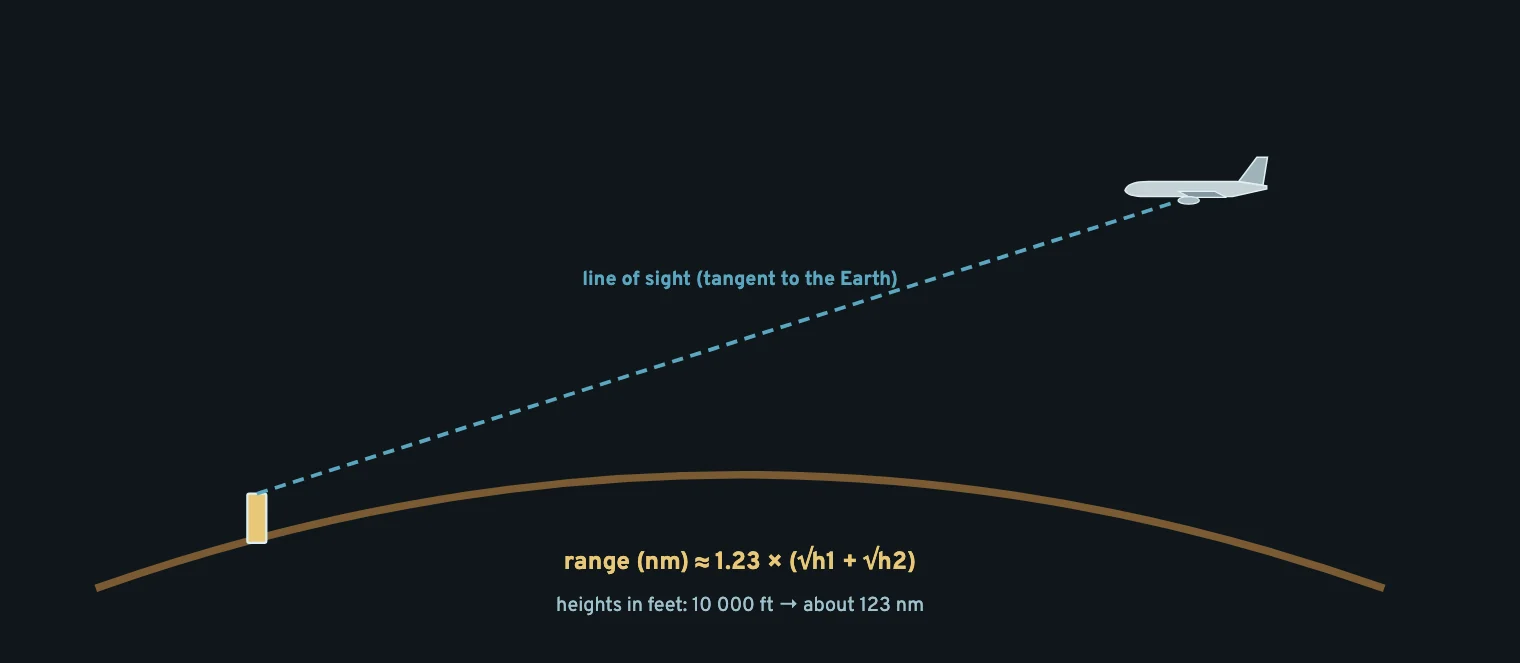 line of sight (tangent to the Earth)
range (nm) ≈ 1.23 × (√h1 + √h2)
heights in feet: 10 000 ft → about 123 nm